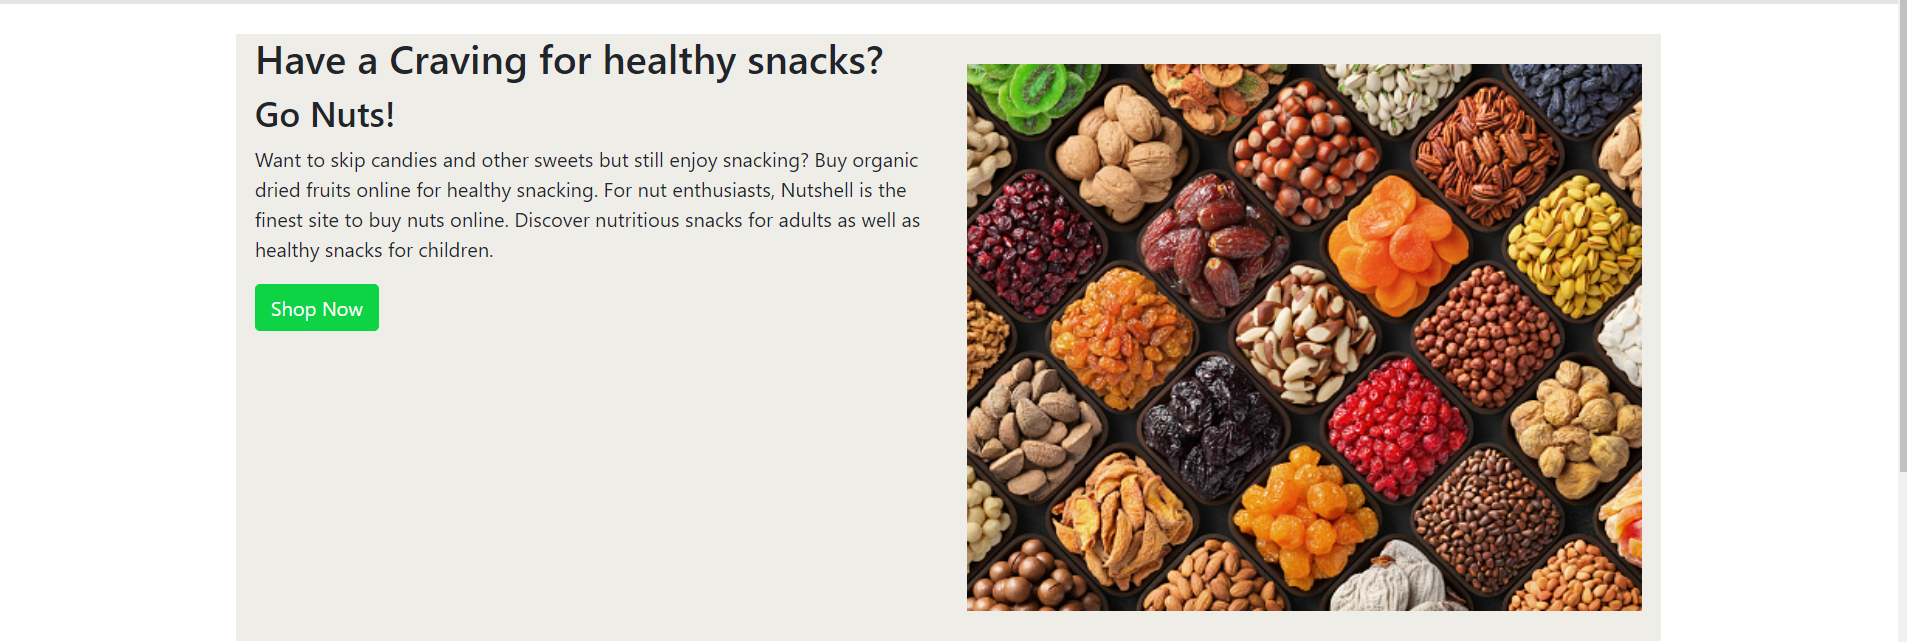 Have a Craving for healthy snacks?
Go Nuts!
Want to skip candies and other sweets but still enjoy snacking? Buy organic
dried fruits online for healthy snacking. For nut enthusiasts, Nutshell is the
finest site to buy nuts online. Discover nutritious snacks for adults as well as
healthy snacks for children.
Shop Now